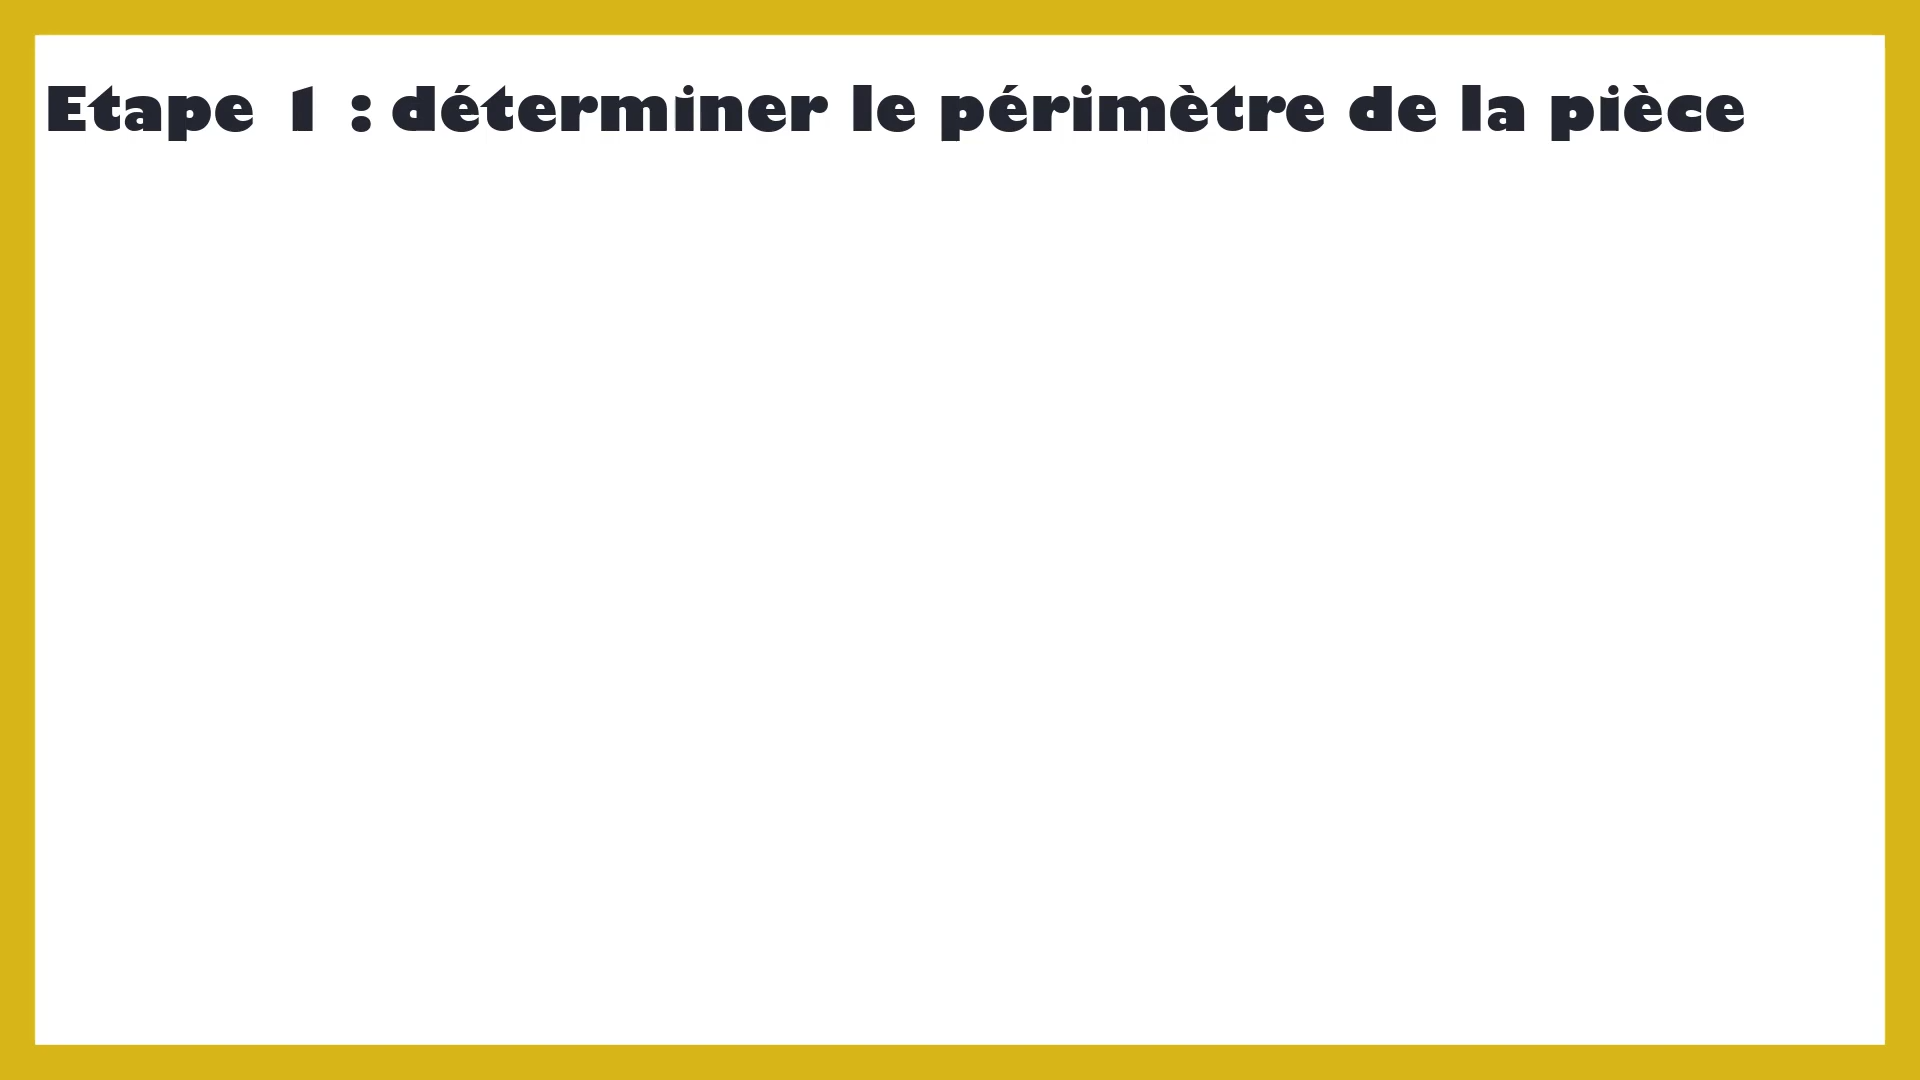 Etape 1 : déterminer le périmètre de la pièce